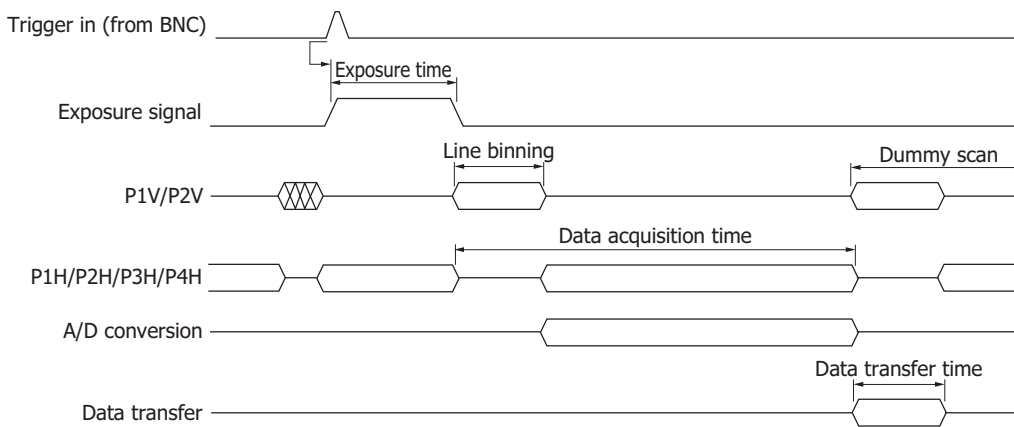 Trigger in (from BNC)
Exposure time
Exposure signal
Line binning
Dummy scan
P1V/P2V
Data acquisition time
P1H/P2H/P3H/P4H
A/D conversion
Data transfer time
Data transfer